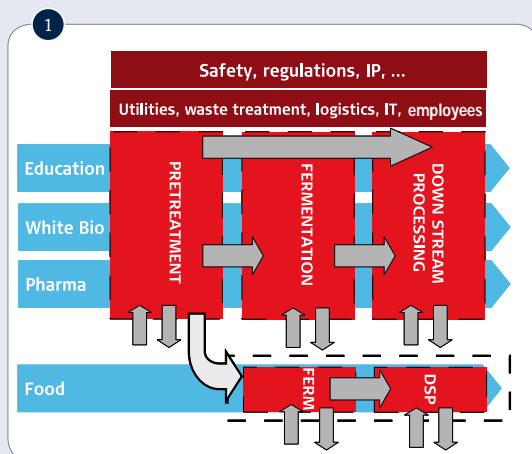 1
Safety, regulations, IP, ...
Utilities, waste treatment, logistics, IT, employees
Education
White Bio
Pharma
PRETREATMENT
FERMENTATION
DOWN STREAM
PROCESSING
Food
FERM
DSP